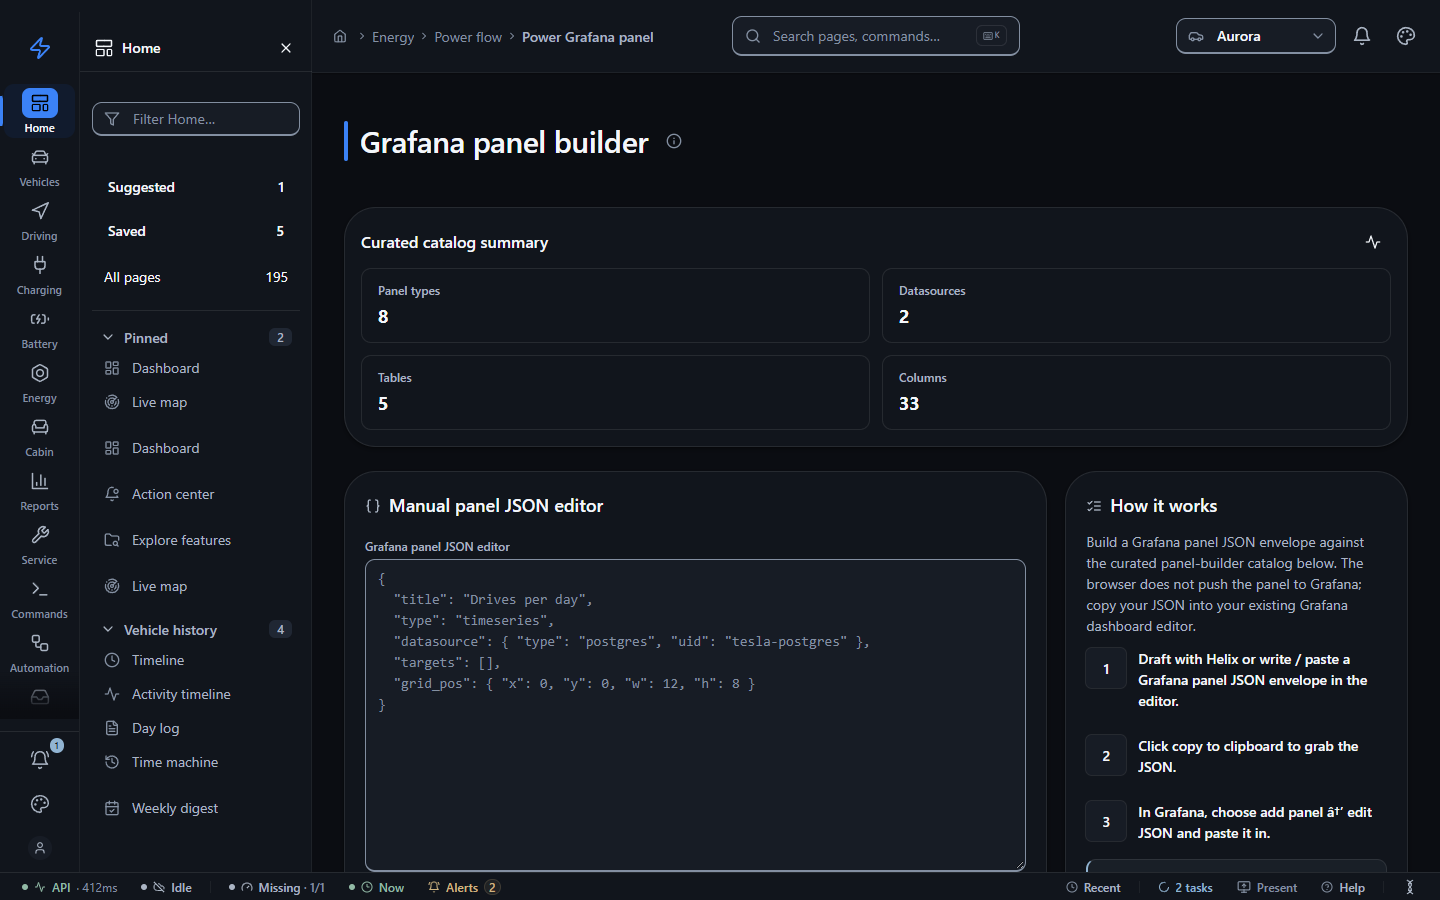 Home
Vehicles
Driving
Charging
Battery
Energy
Cabin
Reports
Service
Commands
Automation
1
Home
Filter Home...
Suggested 1
Saved 5
All pages 195
Pinned 2
Dashboard
Live map
Dashboard
Action center
Explore features
Live map
Vehicle history 4
Timeline
Activity timeline
Day log
Time machine
Weekly digest
Energy > Power flow > Power Grafana panel
Search pages, commands... K
Aurora
Grafana panel builder
Curated catalog summary
Panel types
8
Datasources
2
Tables
5
Columns
33
Manual panel JSON editor
Grafana panel JSON editor
{
"title": "Drives per day",
"type": "timeseries",
"datasource": { "type": "postgres", "uid": "tesla-postgres" },
"targets": [],
"grid_pos": { "x": 0, "y": 0, "w": 12, "h": 8 }
}
How it works
Build a Grafana panel JSON envelope against
the curated panel-builder catalog below. The
browser does not push the panel to Grafana;
copy your JSON into your existing Grafana
dashboard editor.
1 Draft with Helix or write / paste a
Grafana panel JSON envelope in the
editor.
2 Click copy to clipboard to grab the
JSON.
3 In Grafana, choose add panel â†’ edit
JSON and paste it in.
API · 412ms
Idle
Missing · 1/1
Now
Alerts 2
Recent
2 tasks
Present
Help